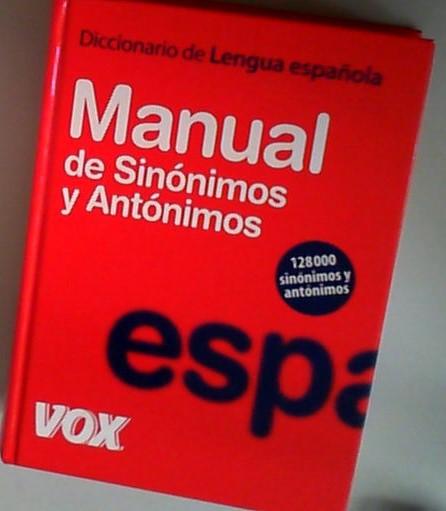 Diccionario de Lengua española
Manual
de Sinónimos
y Antónimos
128000
sinónimos y
antónimos
espa
VOX